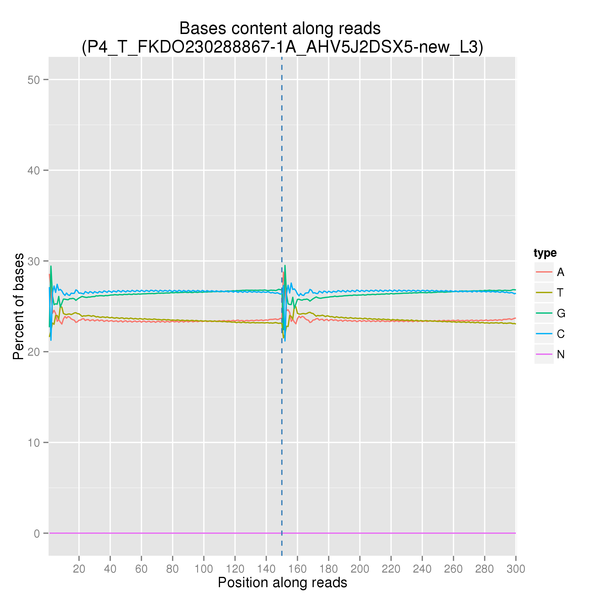 Bases content along reads
(P4_T_FKDO230288867-1A_AHV5J2DSX5-new_L3)
50
40
30
20
10
0
Percent of bases
20 40 60 80 100 120 140 160 180 200 220 240 260 280 300
Position along reads
type
A
T
G
C
N